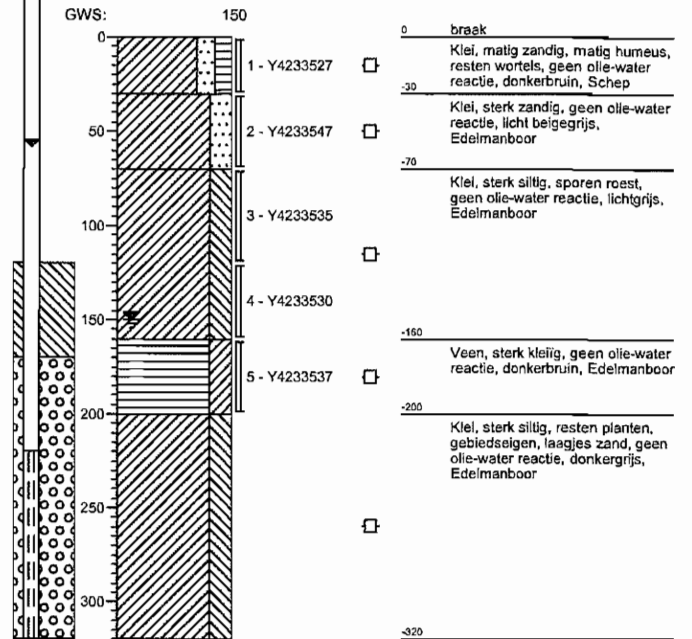 GWS: 150
0
50
100
150
200
250
300
1 - Y4233527
2 - Y4233547
3 - Y4233535
4 - Y4233530
5 - Y4233537
0 braak
Klei, matig zandig, matig humeus,
resten wortels, geen olie-water
reactie, donkerbruin, Schep
-30
Klei, sterk zandig, geen olie-water
reactie, licht beigegrijs,
Edelmanboor
-70
Klei, sterk siltig, sporen roest,
geen olie-water reactie, lichtgrijs,
Edelmanboor
-160
Veen, sterk kleiïg, geen olie-water
reactie, donkerbruin, Edelmanboor
-200
Klei, sterk siltig, resten planten,
gebiedseigen, laagjes zand, geen
olie-water reactie, donkergrijs,
Edelmanboor
-320